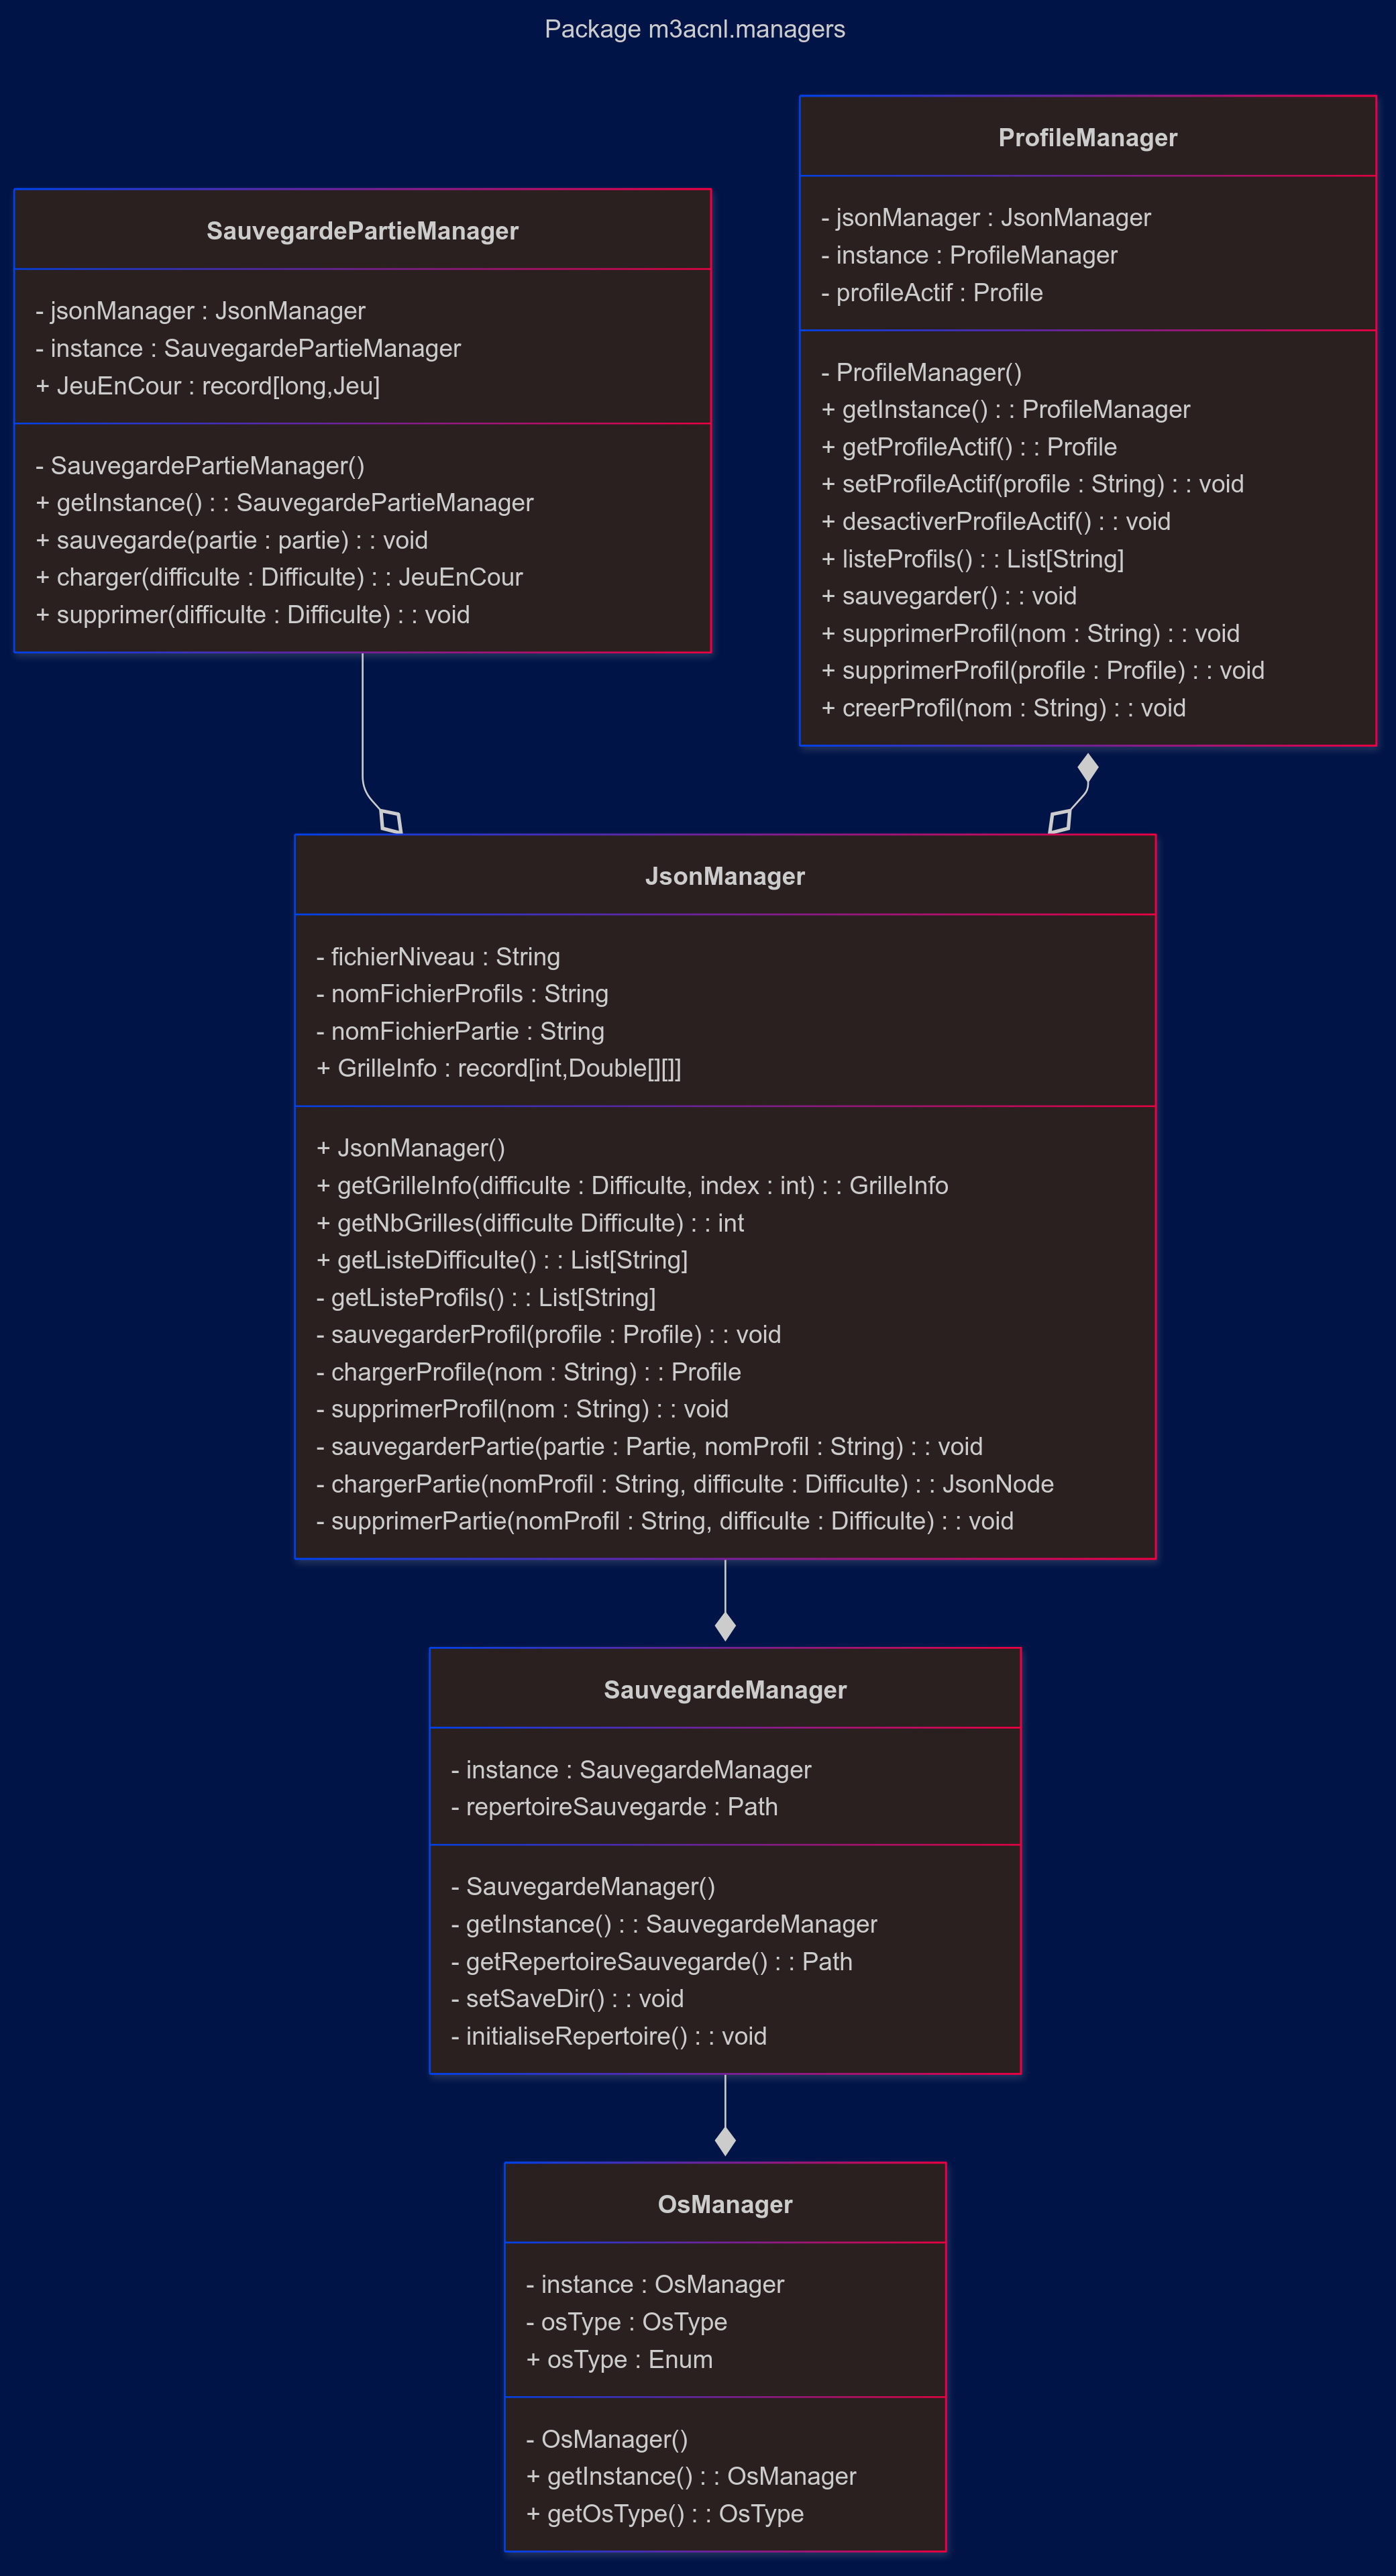 Package m3acnl.managers
SauvegardePartieManager
- jsonManager : JsonManager
- instance : SauvegardePartieManager
+ JeuEnCour : record[long,Jeu]
- SauvegardePartieManager()
+ getInstance() : : SauvegardePartieManager
+ sauvegarde(partie : partie) : : void
+ charger(difficulte : Difficulte) : : JeuEnCour
+ supprimer(difficulte : Difficulte) : : void
ProfileManager
- jsonManager : JsonManager
- instance : ProfileManager
- profileActif : Profile
- ProfileManager()
+ getInstance() : : ProfileManager
+ getProfileActif() : : Profile
+ setProfileActif(profile : String) : : void
+ desactiverProfileActif() : : void
+ listeProfils() : : List[String]
+ sauvegarder() : : void
+ supprimerProfil(nom : String) : : void
+ supprimerProfil(profile : Profile) : : void
+ creerProfil(nom : String) : : void
JsonManager
- fichierNiveau : String
- nomFichierProfils : String
- nomFichierPartie : String
+ GrilleInfo : record[int,Double[][]]
+ JsonManager()
+ getGrilleInfo(difficulte : Difficulte, index : int) : : GrilleInfo
+ getNbGrilles(difficulte Difficulte) : : int
+ getListeDifficulte() : : List[String]
- getListeProfils() : : List[String]
- sauvegarderProfil(profile : Profile) : : void
- chargerProfile(nom : String) : : Profile
- supprimerProfil(nom : String) : : void
- sauvegarderPartie(partie : Partie, nomProfil : String) : : void
- chargerPartie(nomProfil : String, difficulte : Difficulte) : : JsonNode
- supprimerPartie(nomProfil : String, difficulte : Difficulte) : : void
SauvegardeManager
- instance : SauvegardeManager
- repertoireSauvegarde : Path
- SauvegardeManager()
- getInstance() : : SauvegardeManager
- getRepertoireSauvegarde() : : Path
- setSaveDir() : : void
- initialiseRepertoire() : : void
OsManager
- instance : OsManager
- osType : OsType
+ osType : Enum
- OsManager()
+ getInstance() : : OsManager
+ getOsType() : : OsType